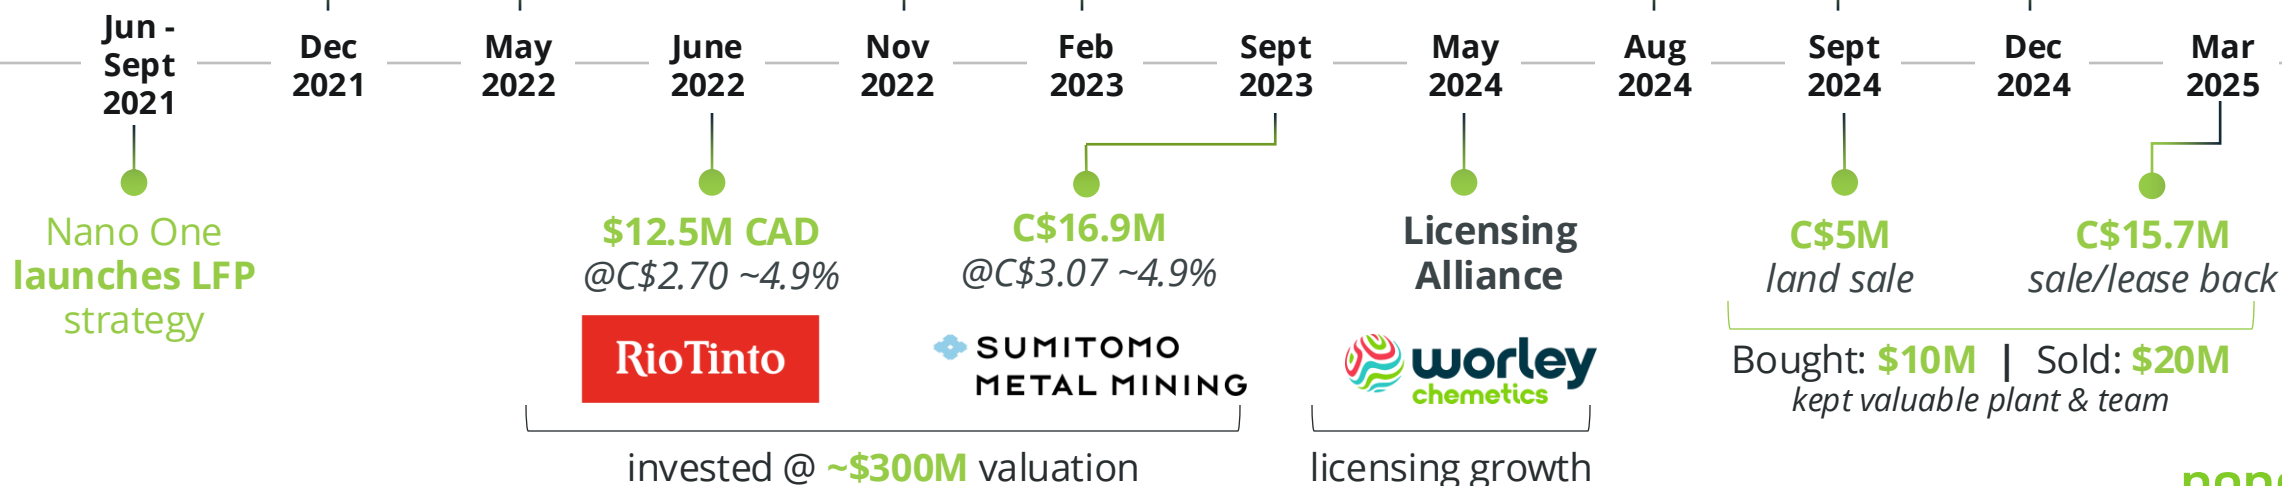 Jun -
Sept
2021
Dec
2021
May
2022
June
2022
Nov
2022
Feb
2023
Sept
2023
May
2024
Aug
2024
Sept
2024
Dec
2024
Mar
2025
Nano One
launches LFP
strategy
$12.5M CAD
@C$2.70 ~4.9%
RioTinto
C$16.9M
@C$3.07 ~4.9%
SUMITOMO
METAL MINING
invested @ ~$300M valuation
Licensing
Alliance
worley
chemetics
licensing growth
C$5M
land sale
C$15.7M
sale/lease back
Bought: $10M | Sold: $20M
kept valuable plant & team